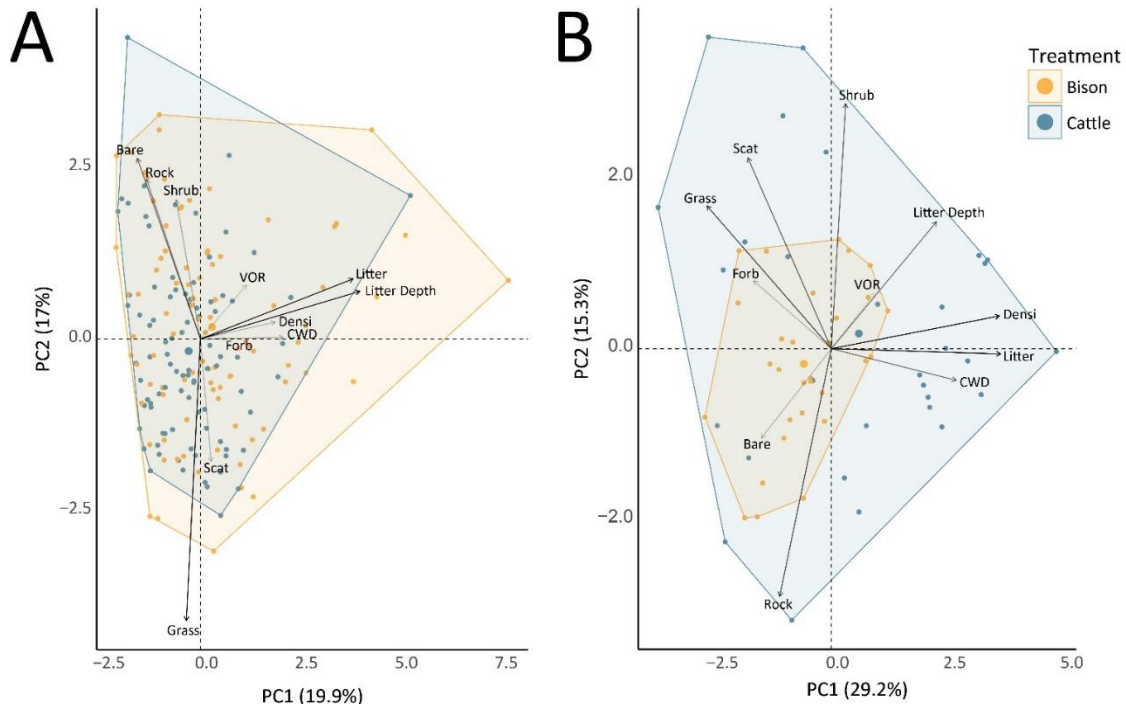 A
Bare
Rock
Shrub
VOR
Litter
Litter Depth
Densi
CWD
Forb
Scat
Grass
2.5
0.0
−2.5
PC2 (17%)
−2.5
0.0
2.5
5.0
7.5
PC1 (19.9%)
B
Treatment
Bison
Cattle
Shrub
Scat
Grass
Litter Depth
Forb
VOR
Densi
Litter
CWD
Bare
Rock
2.0
0.0
−2.0
PC2 (15.3%)
−2.5
0.0
2.5
5.0
PC1 (29.2%)